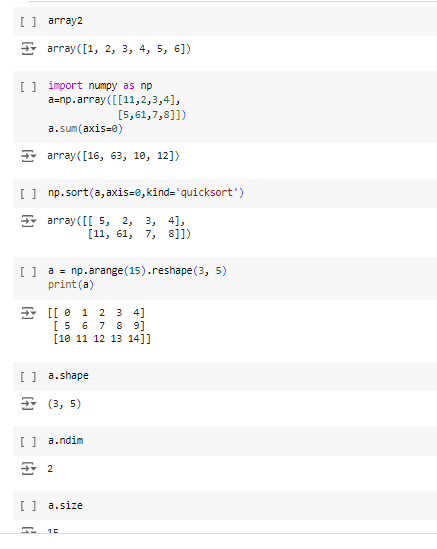 [ ] array2
array([1, 2, 3, 4, 5, 6])
[ ] import numpy as np
a=np.array([[11,2,3,4],
[5,61,7,8]])
a.sum(axis=0)
array([16, 63, 10, 12])
[ ] np.sort(a,axis=0,kind='quicksort')
array([[ 5, 2, 3, 4],
[11, 61, 7, 8]])
[ ] a = np.arange(15).reshape(3, 5)
print(a)
[[ 0 1 2 3 4]
[ 5 6 7 8 9]
[10 11 12 13 14]]
[ ] a.shape
(3, 5)
[ ] a.ndim
2
[ ] a.size
15